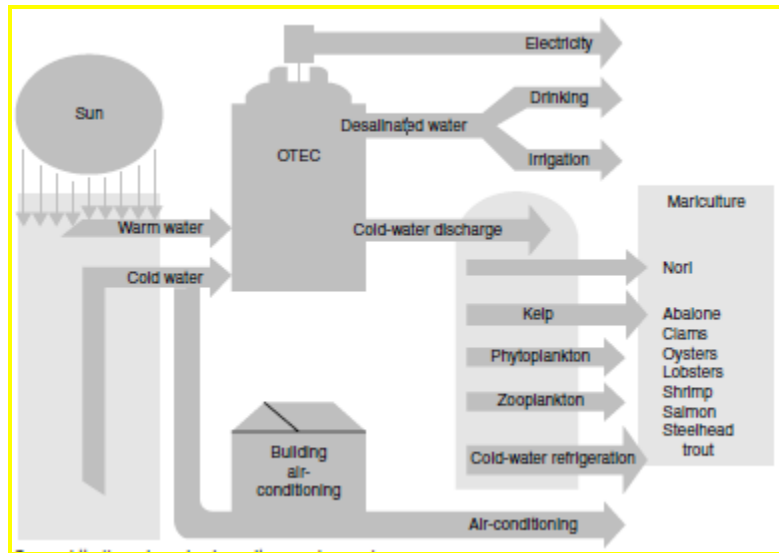 Electricity
Sun
Drinking
Desalinated water
OTEC
Irrigation
Mariculture
Warm water
Cold-water discharge
Cold water
Nori
Kelp
Abalone
Clams
Phytoplankton
Oysters
Lobsters
Zooplankton
Shrimp
Salmon
Steelhead
trout
Building
air-
conditioning
Cold-water refrigeration
Air-conditioning